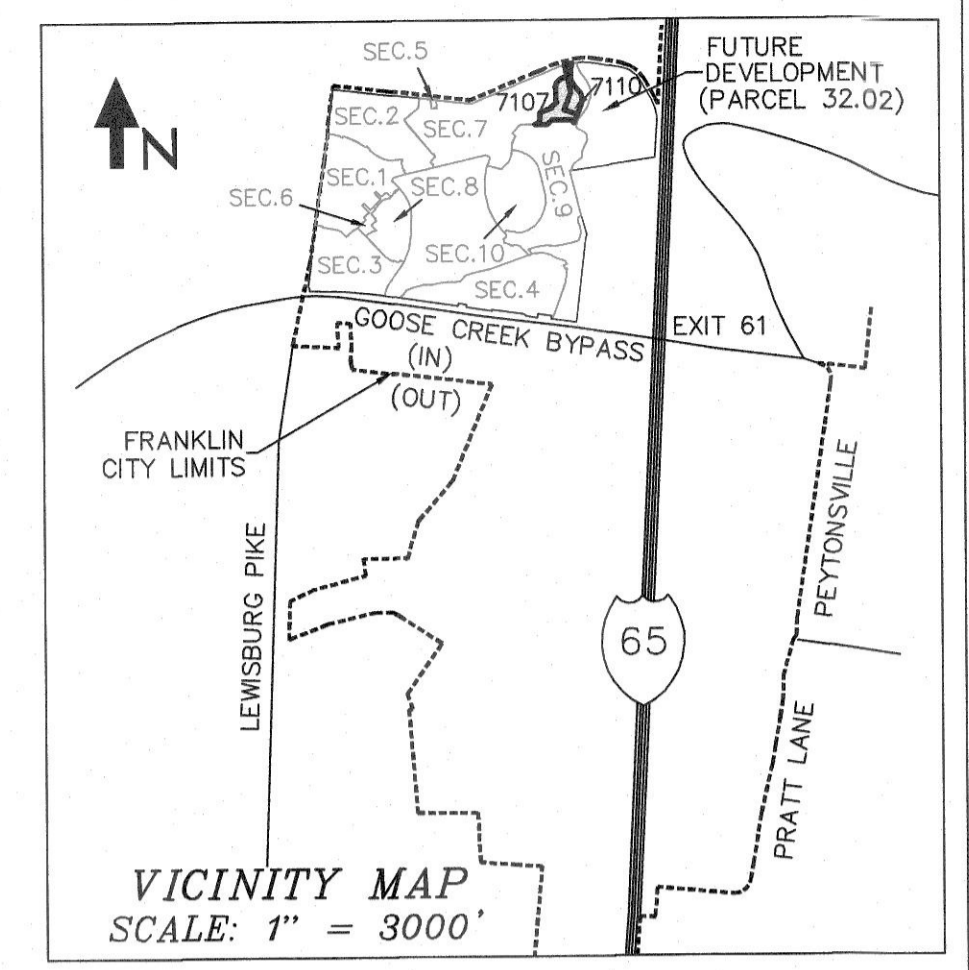 SEC.5
FUTURE
DEVELOPMENT
(PARCEL 32.02)
7107
7110
SEC.2
SEC.7
N
SEC.1
SEC.8
SEC.9
SEC.6
SEC.10
SEC.3
SEC.4
GOOSE CREEK BYPASS
EXIT 61
(IN)
(OUT)
FRANKLIN
CITY LIMITS
LEWISBURG PIKE
PEYTONSVILLE
65
PRATT LANE
VICINITY MAP
SCALE: 1" = 3000'